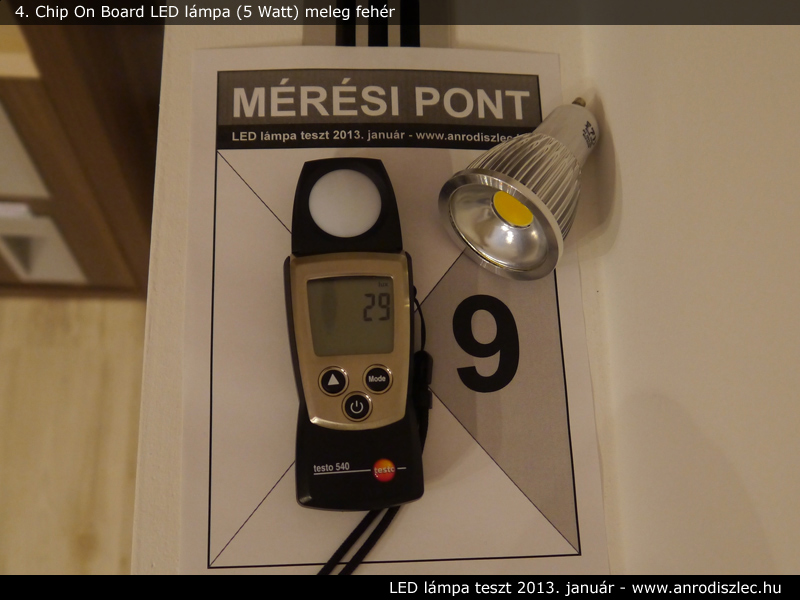 4. Chip On Board LED lámpa (5 Watt) meleg fehér
MÉRÉSI PONT
LED lámpa teszt 2013. január - www.anrodiszlec
29
9
Mode
testo 540
testo
LED lámpa teszt 2013. január - www.anrodiszlec.hu